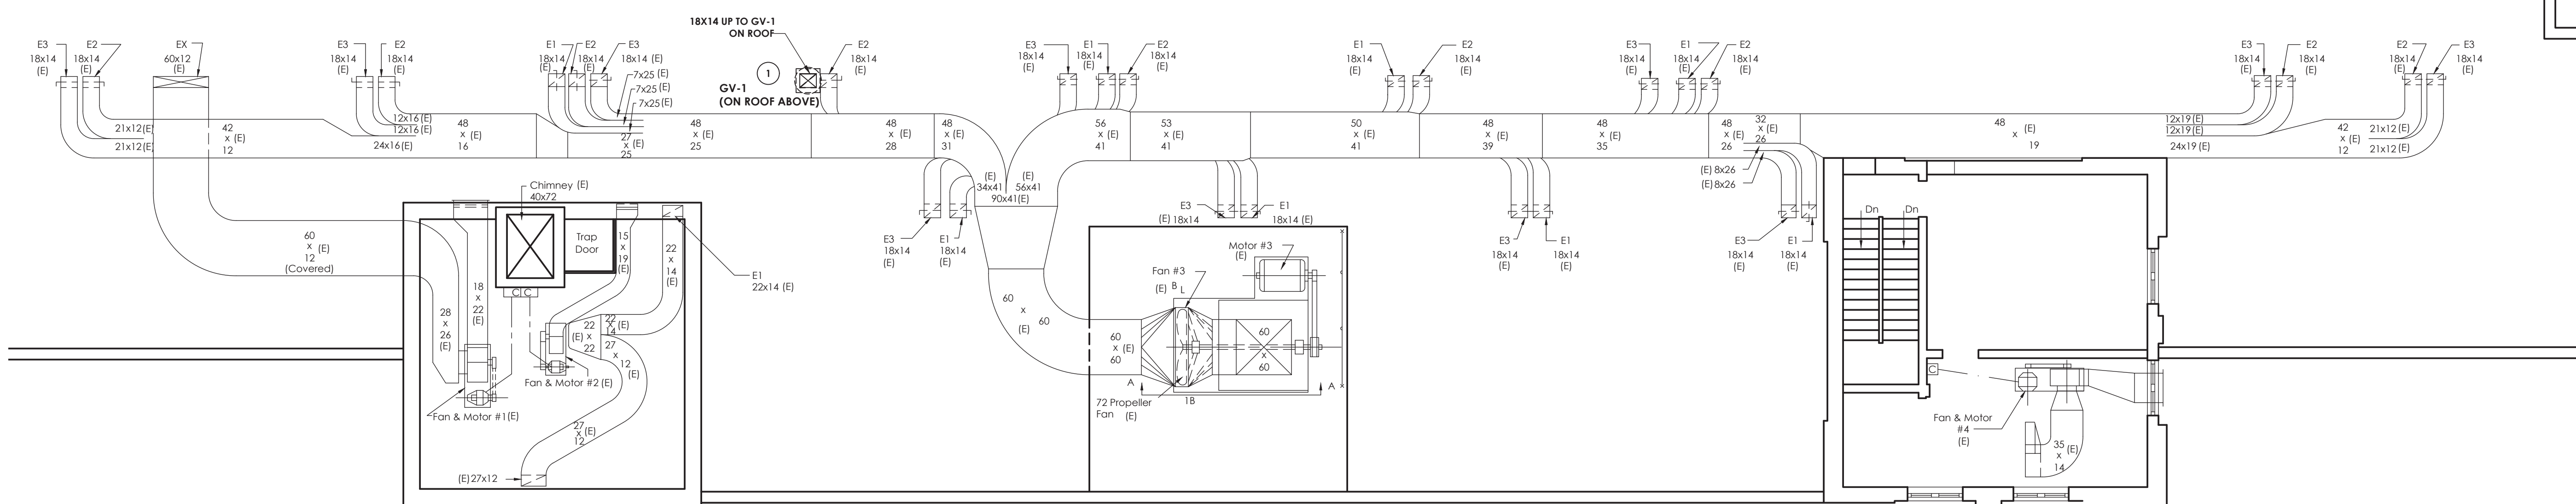 18X14 UP TO GV-1
ON ROOF
E3
18x14
(E)
E2
18x14
(E)
EX
60x12
(E)
E3
18x14
(E)
E2
18x14
(E)
E1
18x14
(E)
E2
18x14
(E)
E3
18x14 (E)
7x25 (E)
7x25 (E)
7x25 (E)
1
GV-1
(ON ROOF ABOVE)
E2
18x14
(E)
E3
18x14
(E)
E1
18x14
(E)
E2
18x14
(E)
E1
18x14
(E)
E2
18x14
(E)
E3
18x14
(E)
E1
18x14
(E)
E2
18x14
(E)
E3
18x14
(E)
E2
18x14
(E)
E2
18x14
(E)
E3
18x14
(E)
21x12(E)
21x12(E)
42
x (E)
12
12x16(E)
12x16(E)
24x16(E)
48
x (E)
16
27
x (E)
25
48
x (E)
25
48
x (E)
28
48
x (E)
31
(E)
34x41
(E)
56x41
90x41(E)
56
x (E)
41
53
x (E)
41
50
x (E)
41
48
x (E)
39
48
x (E)
35
48
x (E)
26
32
x (E)
26
(E) 8x26
(E) 8x26
48
x (E)
19
12x19(E)
12x19(E)
24x19 (E)
42
x (E)
12
21x12(E)
21x12(E)
Chimney (E)
40x72
Trap
Door
15
x
19
(E)
22
x
14
(E)
E1
22x14 (E)
60
x (E)
12
(Covered)
28
x
26
(E)
18
x
22
(E)
C C
22
(E) x
22
22
x (E)
14
27
x
12
(E)
Fan & Motor #2 (E)
Fan & Motor #1(E)
27
x (E)
12
(E)27x12
E3
18x14
(E)
E1
18x14
(E)
E3
(E) 18x14
E1
18x14 (E)
E3
18x14
(E)
E1
18x14
(E)
E3
18x14
(E)
E1
18x14
(E)
60
x
60
(E)
60
x (E)
60
Fan #3
(E) B L
Motor #3
(E)
60
x
60
A
A
1B
72 Propeller
Fan (E)
Dn
Dn
C
Fan & Motor
#4
(E)
35
x (E)
14